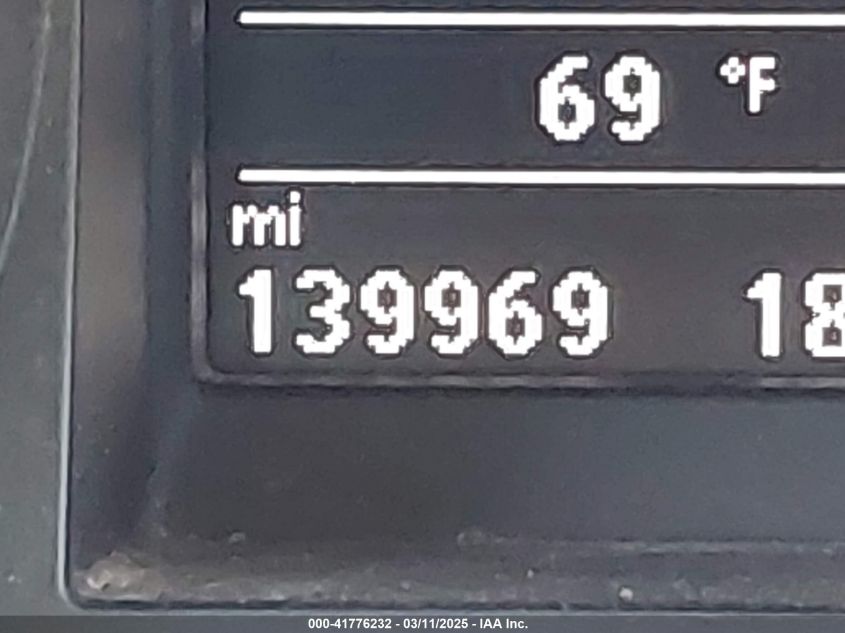 69 °F
mi
139969 18
000-41776232 - 03/11/2025 - IAA Inc.